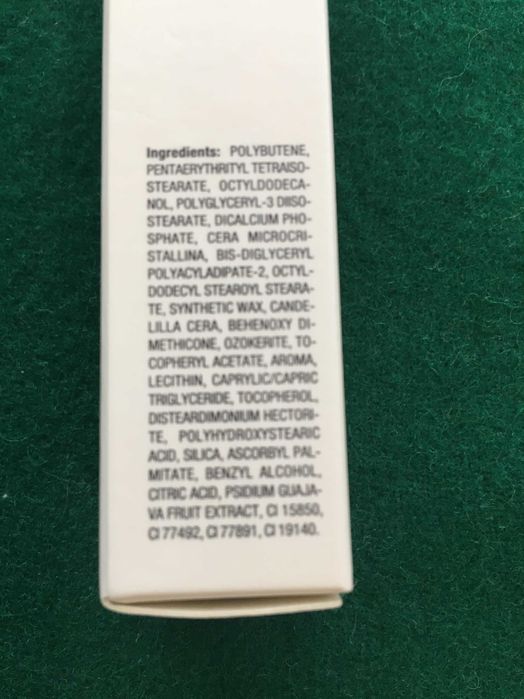 Ingredients: POLYBUTENE,
PENTAERYTHRITYL TETRAISO-
STEARATE, OCTYLDODECA-
NOL, POLYGLYCERYL-3 DIISO-
STEARATE, DICALCIUM PHO-
SPHATE, CERA MICROCRI-
STALLINA, BIS-DIGLYCERYL
POLYACYLADIPATE-2, OCTYL-
DODECYL STEAROYL STEARA-
TE, SYNTHETIC WAX, CANDE-
LILLA CERA, BEHENOXY DI-
METHICONE, OZOKERITE, TO-
COPHERYL ACETATE, AROMA,
LECITHIN, CAPRYLIC/CAPRIC
TRIGLYCERIDE, TOCOPHEROL,
DISTEARDIMONIUM HECTORI-
TE, POLYHYDROXYSTEARIC
ACID, SILICA, ASCORBYL PAL-
MITATE, BENZYL ALCOHOL,
CITRIC ACID, PSIDIUM GUAJA-
VA FRUIT EXTRACT, CI 15850,
CI 77492, CI 77891, CI 19140.